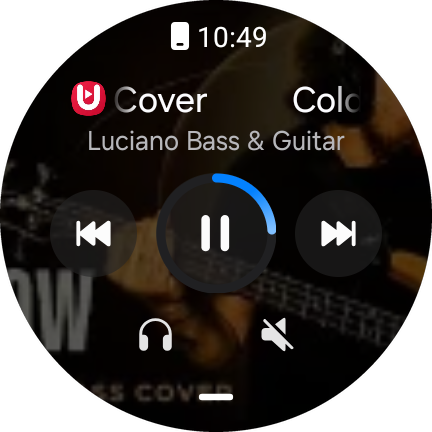 10:49
Cover Colo
Luciano Bass & Guitar
OW
SS COVER